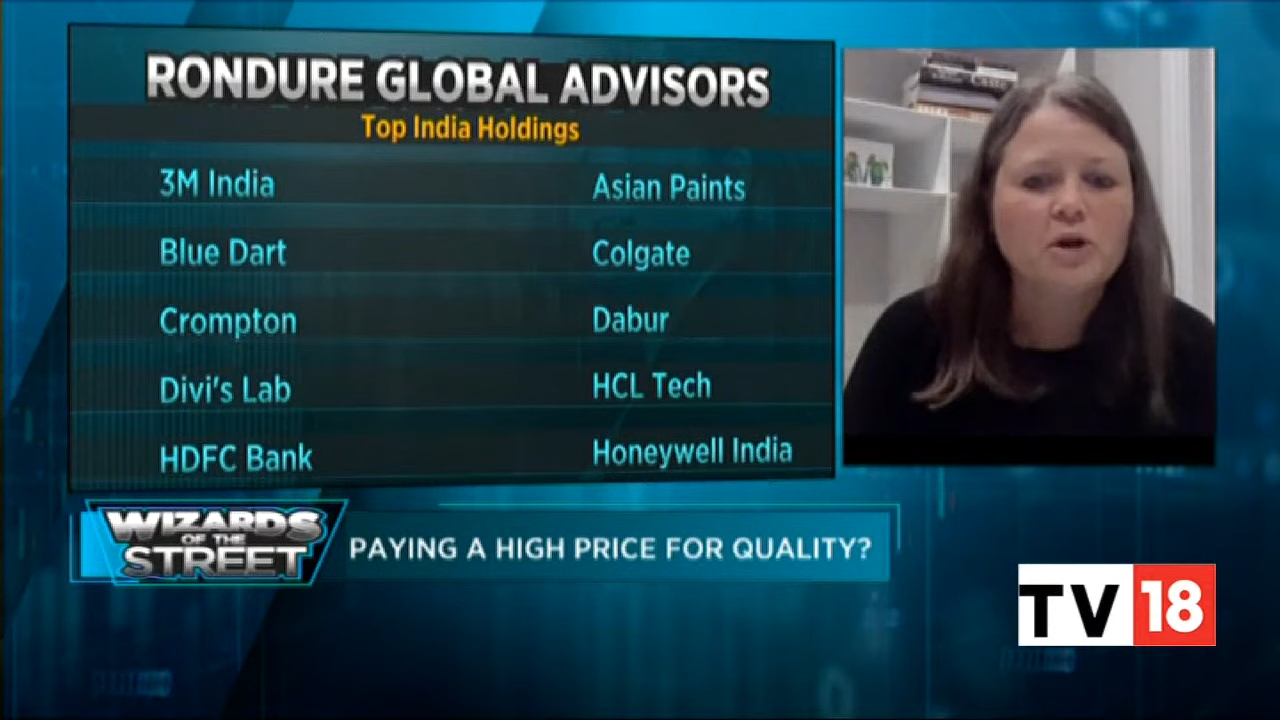 RONDURE GLOBAL ADVISORS
Top India Holdings
3M India
Asian Paints
Blue Dart
Colgate
Crompton
Dabur
Divi's Lab
HCL Tech
HDFC Bank
Honeywell India
WIZARDS
OF THE
STREET
PAYING A HIGH PRICE FOR QUALITY?
TV18